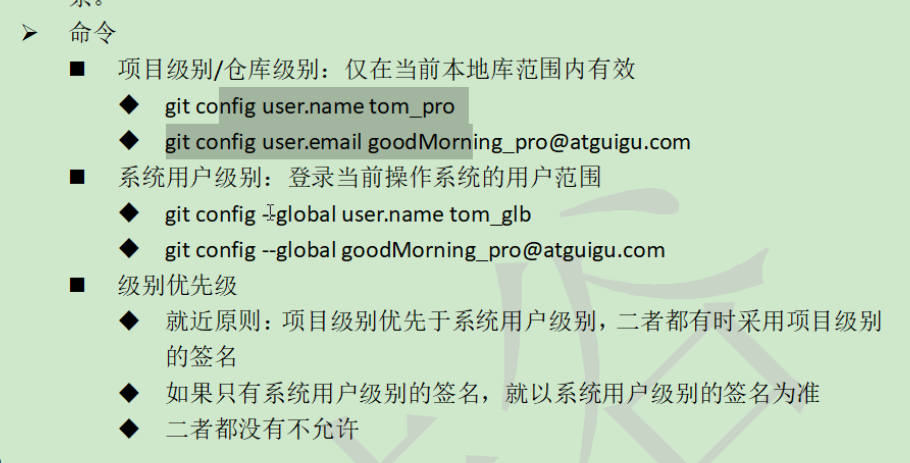 命令
项目级别/仓库级别：仅在当前本地库范围内有效
git config user.name tom_pro
git config user.email goodMorning_pro@atguigu.com
系统用户级别：登录当前操作系统的用户范围
git config --global user.name tom_glb
git config --global goodMorning_pro@atguigu.com
级别优先级
就近原则：项目级别优先于系统用户级别，二者都有时采用项目级别
的签名
如果只有系统用户级别的签名，就以系统用户级别的签名为准
二者都没有不允许